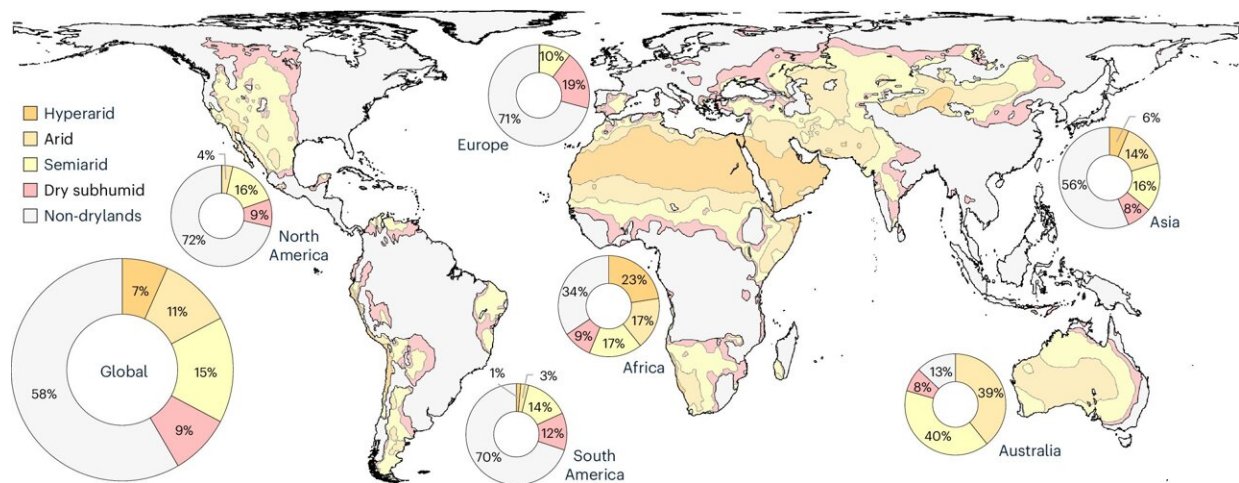 Hyperarid
Arid
Semiarid
Dry subhumid
Non-drylands
4%
16%
9%
72%
North
America
10%
19%
71%
Europe
6%
14%
16%
8%
56%
Asia
7%
11%
15%
9%
58%
Global
23%
17%
17%
9%
34%
Africa
1%
3%
14%
12%
70%
South
America
13%
39%
40%
8%
Australia